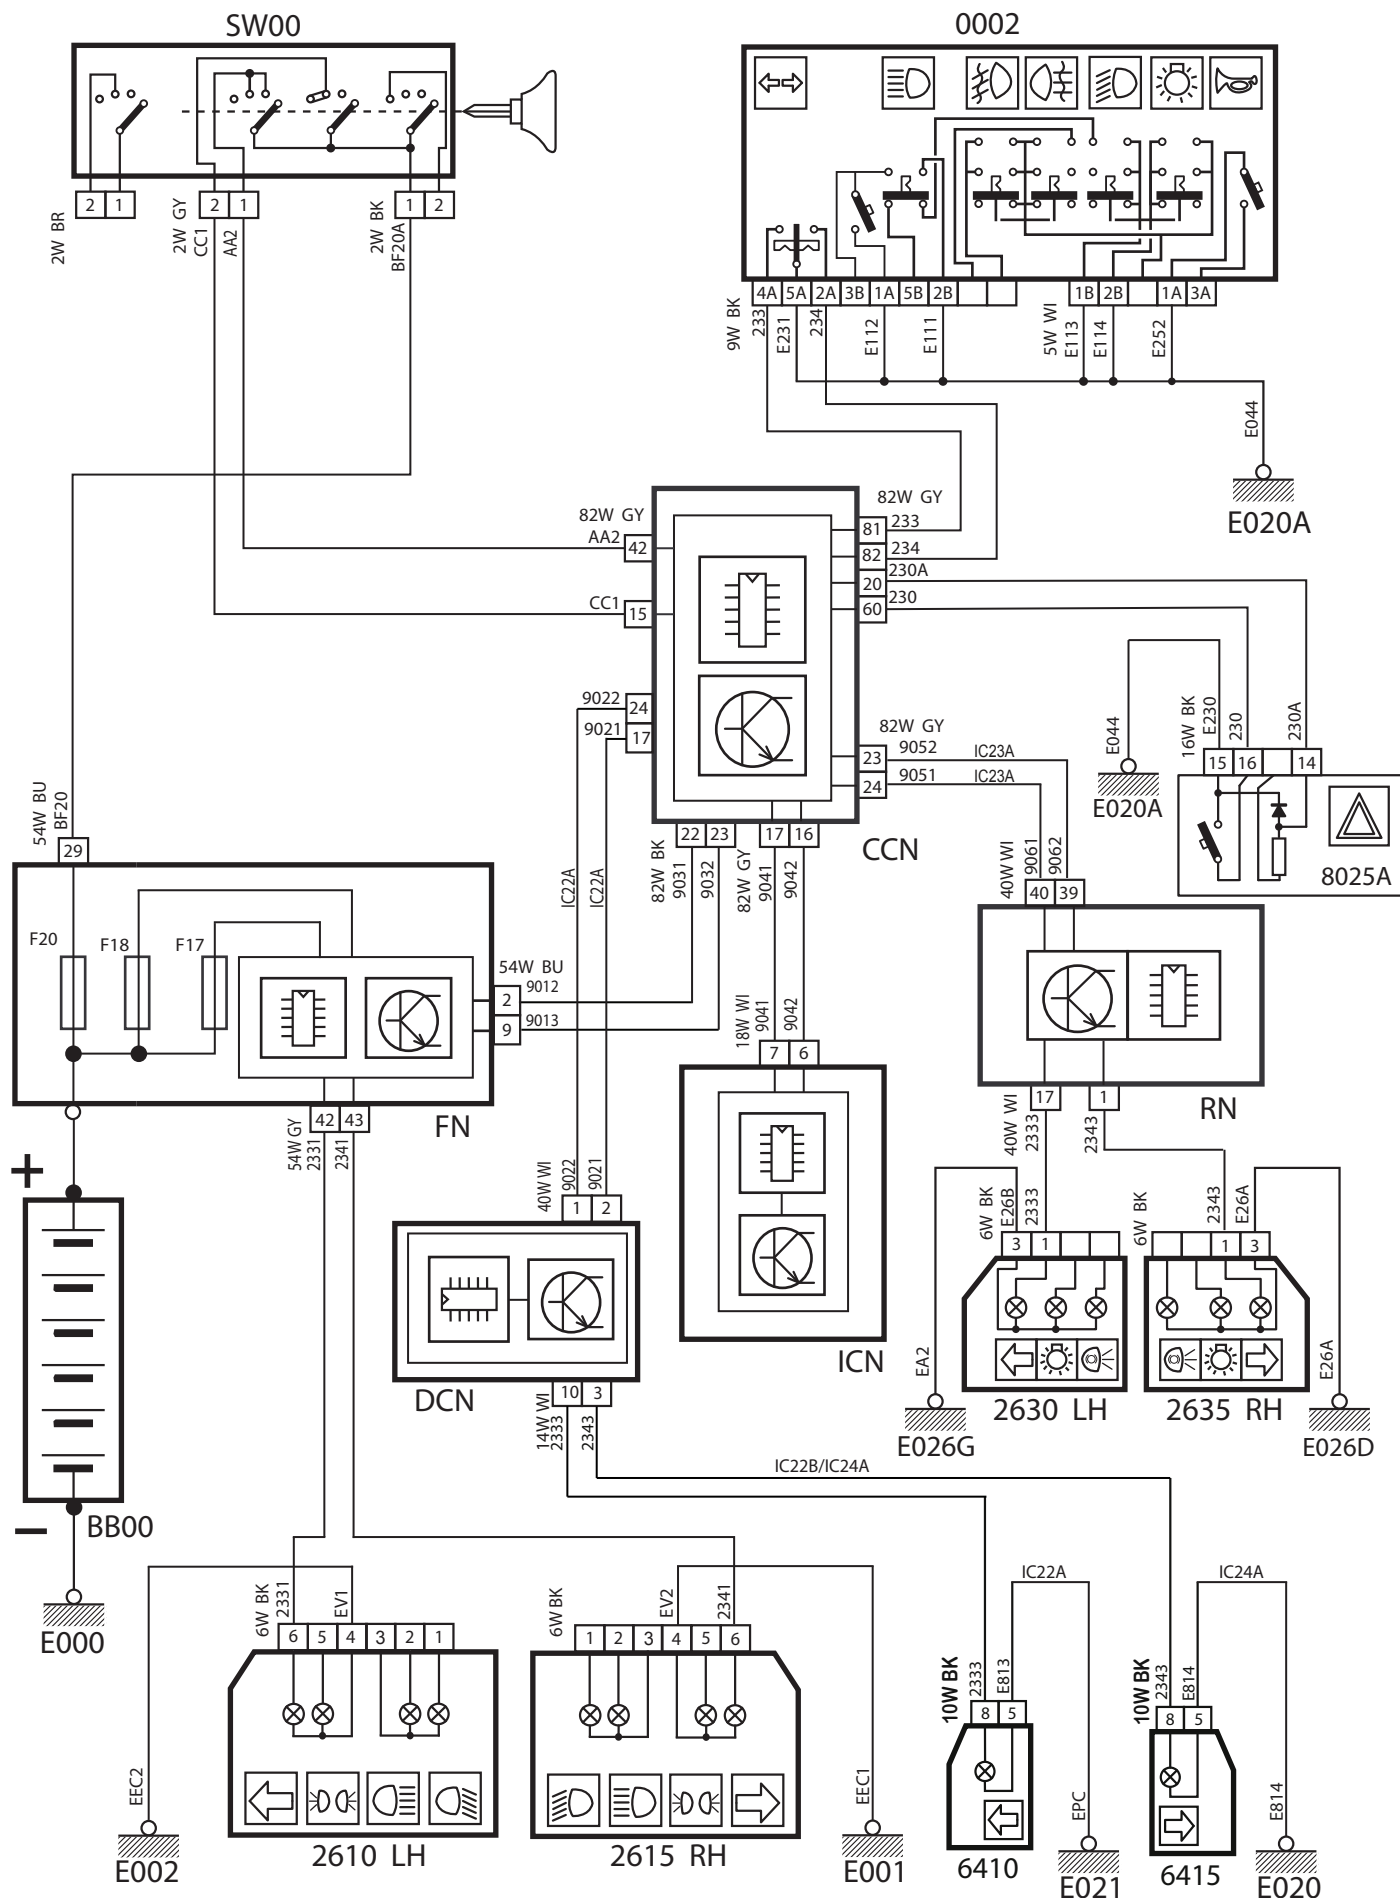 SW00
0002
2 1 2 1 1 2
2W BR
2W GY
CC1
AA2
2W BK
BF20A
4A 5A 2A 3B 1A 5B 2B 1B 2B 1A 3A
9W BK
233
E231
234
E112
E111
5W WI
E113
E114
E252
E044
E020A
82W GY
AA2
42
CC1
15
9022
24
9021
17
82W GY
81 233
82 234
20 230A
60 230
82W GY
23 9052 IC23A
24 9051 IC23A
22 23 17 16
CCN
82W BK
9031
9032
82W GY
9041
9042
E044
E020A
16W BK
E230
230
230A
15 16 14
8025A
54W BU
BF20
29
F20
F18
F17
54W BU
2 9012
9 9013
42 43
FN
54W GY
2331
2341
IC22A
IC22A
40W WI
9061
9062
40 39
RN
17 1
40W WI
2333
2343
18W WI
9041
9042
7 6
ICN
+
BB00
−
E000
40W WI
9022
9021
1 2
DCN
10 3
14W WI
2333
2343
IC22B/IC24A
6W BK
E26B
2333
3 1
EA2
E026G
2630 LH
6W BK
2343
E26A
1 3
2635 RH
E26A
E026D
6W BK
2331
EV1
6 5 4 3 2 1
EEC2
E002
2610 LH
6W BK
EV2
2341
1 2 3 4 5 6
2615 RH
EEC1
E001
10W BK
2333
E813
IC22A
8 5
6410
EPC
E021
10W BK
2343
E814
IC24A
8 5
6415
E814
E020